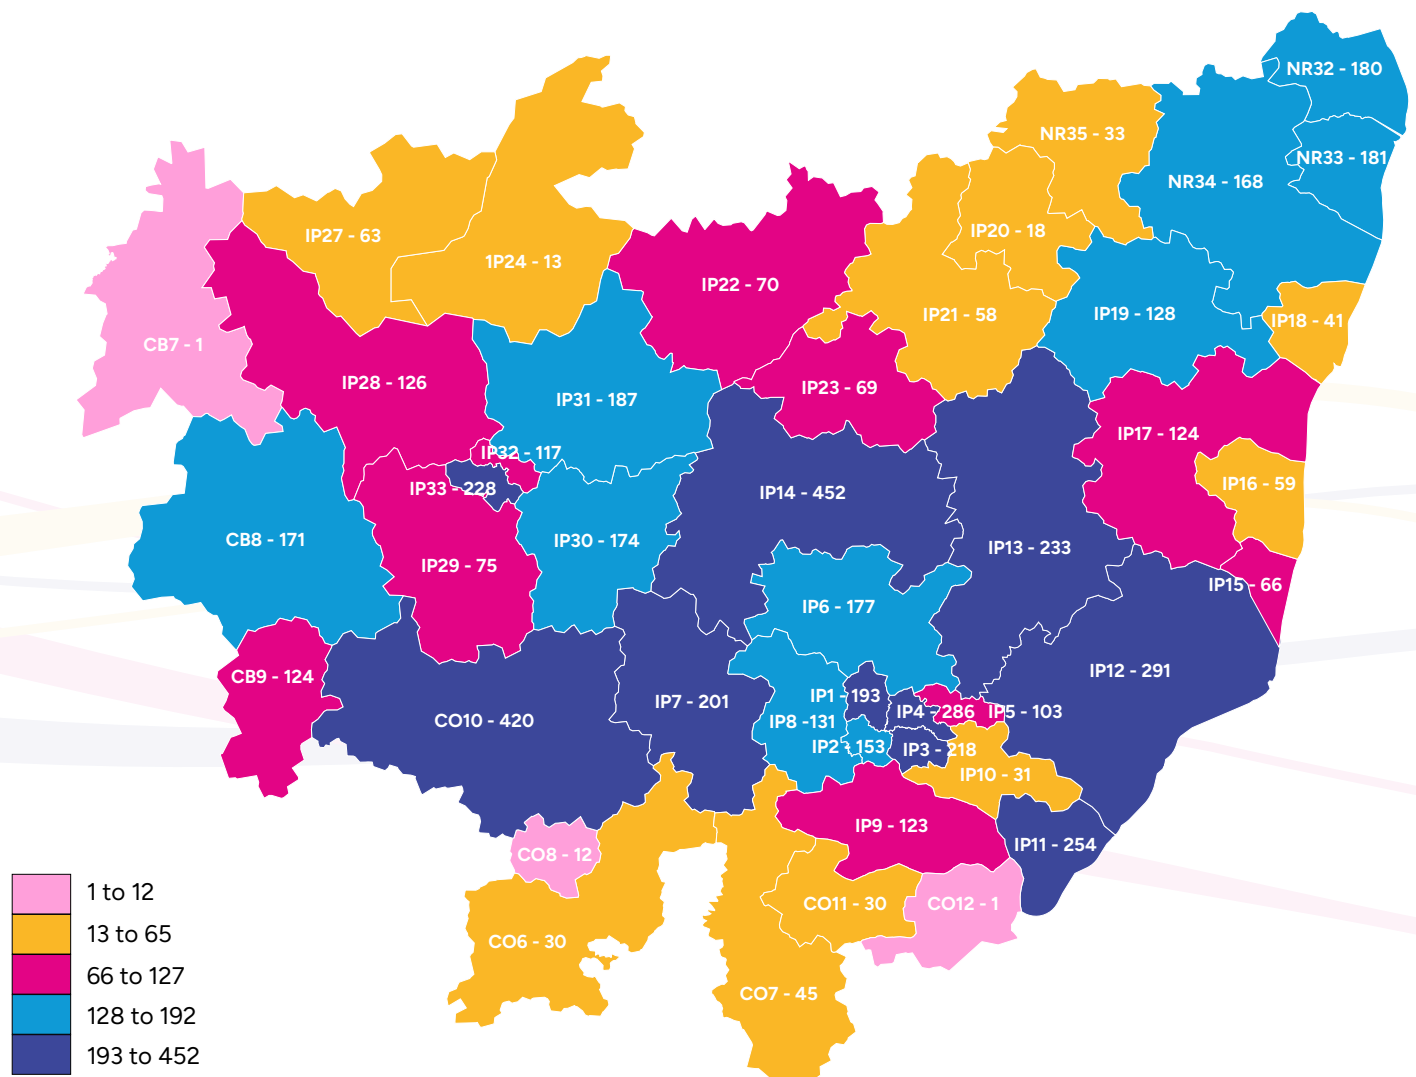 NR32 - 180
NR35 - 33
NR33 - 181
NR34 - 168
IP20 - 18
IP27 - 63
1P24 - 13
IP22 - 70
IP21 - 58
IP19 - 128
IP18 - 41
CB7 - 1
IP28 - 126
IP23 - 69
IP31 - 187
IP17 - 124
IP32 - 117
IP16 - 59
IP33 - 228
IP14 - 452
CB8 - 171
IP30 - 174
IP13 - 233
IP29 - 75
IP15 - 66
IP6 - 177
IP12 - 291
CB9 - 124
IP1 - 193
IP7 - 201
IP4 - 286
IP5 - 103
CO10 - 420
IP8 -131
IP2 - 153
IP3 - 218
IP10 - 31
IP9 - 123
IP11 - 254
CO8 - 12
CO11 - 30
CO12 - 1
CO6 - 30
CO7 - 45
1 to 12
13 to 65
66 to 127
128 to 192
193 to 452